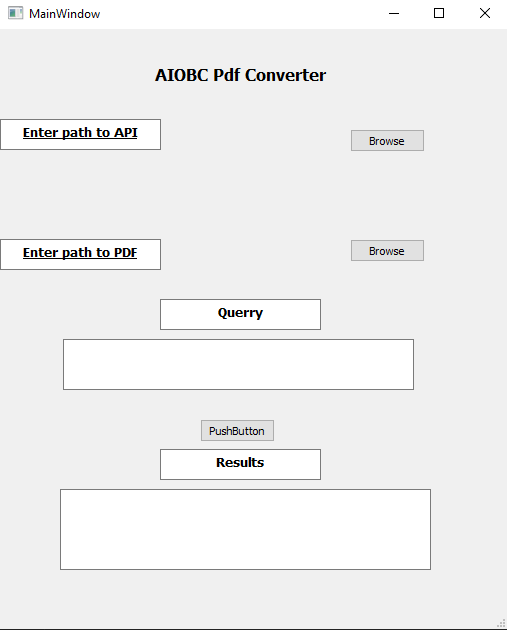 MainWindow
AIOBC Pdf Converter
Enter path to API
Browse
Enter path to PDF
Browse
Querry
PushButton
Results